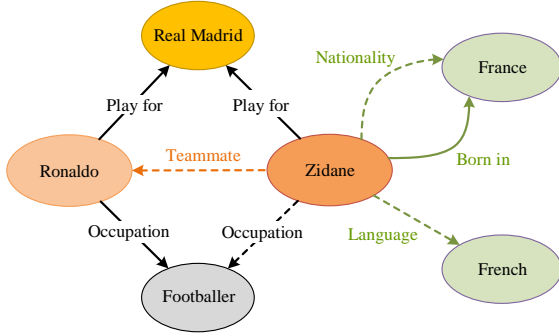 Real Madrid
Nationality
France
Play for
Play for
Teammate
Born in
Ronaldo
Zidane
Occupation
Occupation
Language
Footballer
French